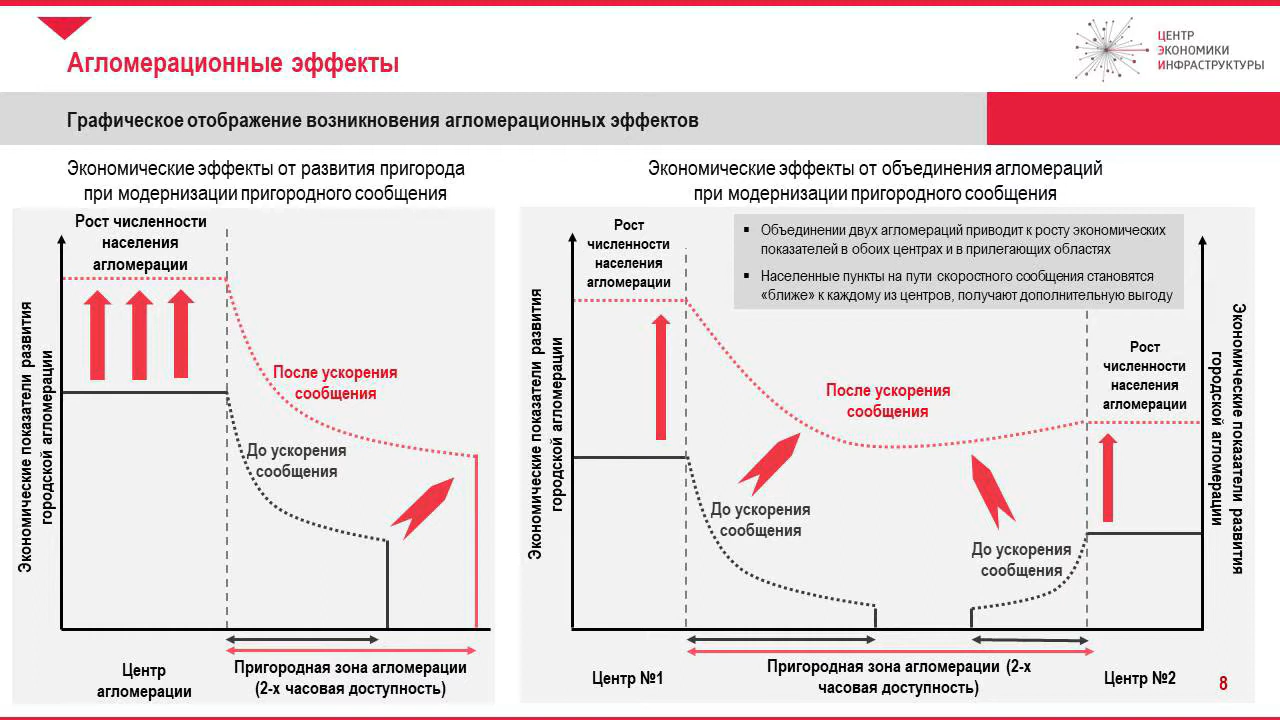 Агломерационные эффекты
ЦЕНТР
ЭКОНОМИКИ
ИНФРАСТРУКТУРЫ
Графическое отображение возникновения агломерационных эффектов
Экономические эффекты от развития пригорода
при модернизации пригородного сообщения
Рост численности
населения
агломерации
Экономические показатели развития
городской агломерации
После ускорения
сообщения
До ускорения
сообщения
Центр
агломерации
Пригородная зона агломерации
(2-х часовая доступность)
Экономические эффекты от объединения агломераций
при модернизации пригородного сообщения
Рост
численности
населения
агломерации
▪ Объединении двух агломераций приводит к росту экономических
показателей в обоих центрах и в прилегающих областях
▪ Населенные пункты на пути скоростного сообщения становятся
«ближе» к каждому из центров, получают дополнительную выгоду
Экономические показатели развития
городской агломерации
После ускорения
сообщения
До ускорения
сообщения
До ускорения
сообщения
Рост
численности
населения
агломерации
Экономические показатели развития
городской агломерации
Центр №1
Пригородная зона агломерации (2-х
часовая доступность)
Центр №2
8